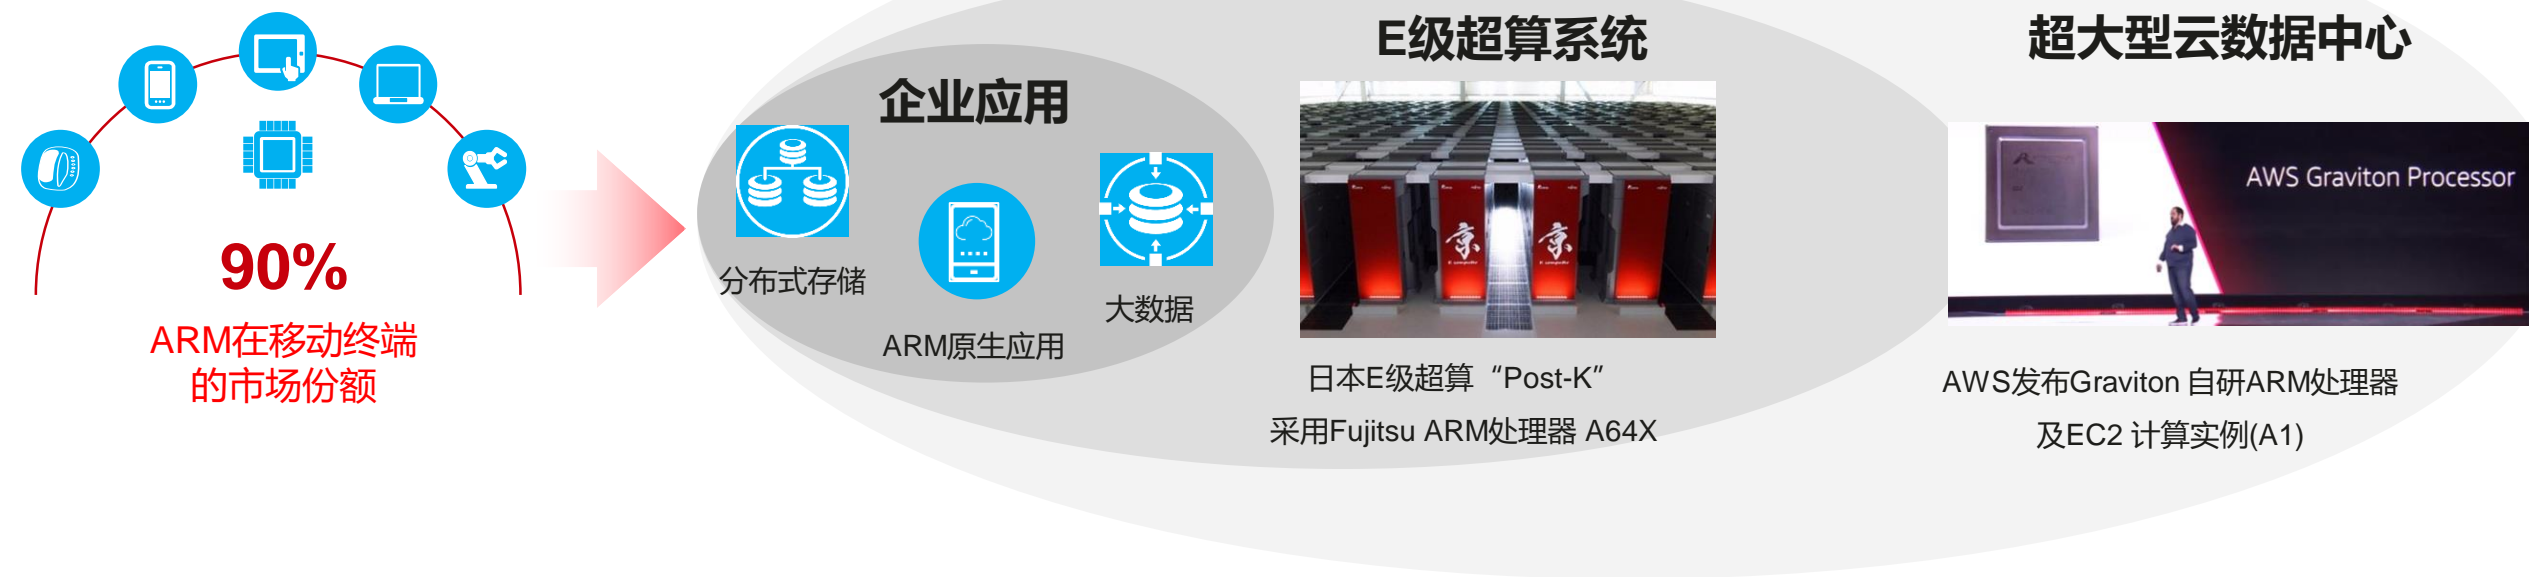 90%
ARM在移动终端
的市场份额
企业应用
分布式存储
ARM原生应用
大数据
E级超算系统
京
京
K computer
日本E级超算“Post-K”
采用Fujitsu ARM处理器 A64X
超大型云数据中心
AWS Graviton Processor
AWS发布Graviton 自研ARM处理器
及EC2 计算实例(A1)